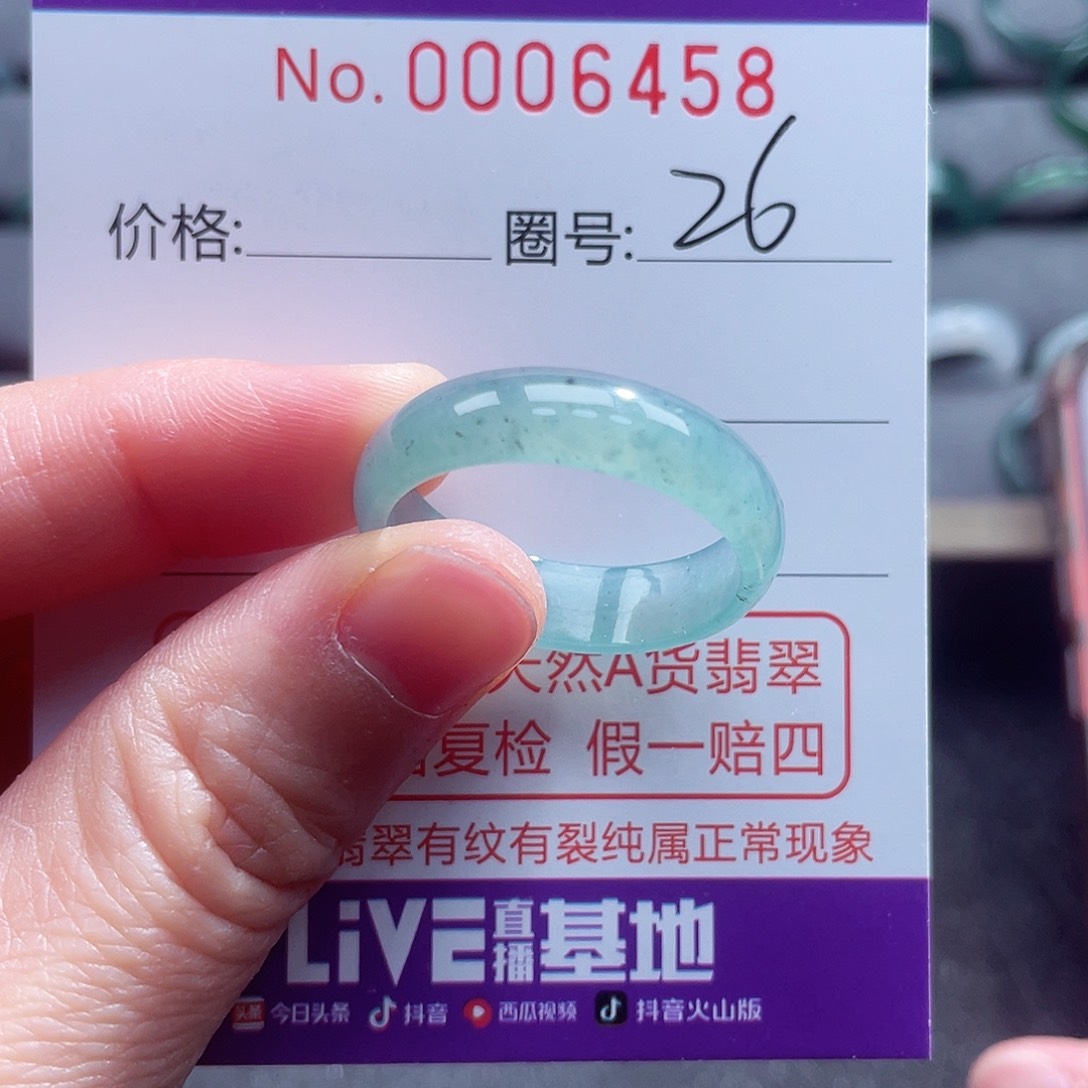 No. 0006458
价格: 圈号: 26
天然A货翡翠
复检 假一赔四
翡翠有纹有裂纯属正常现象
LiVE直播基地
头条 今日头条 抖音 西瓜视频 抖音火山版